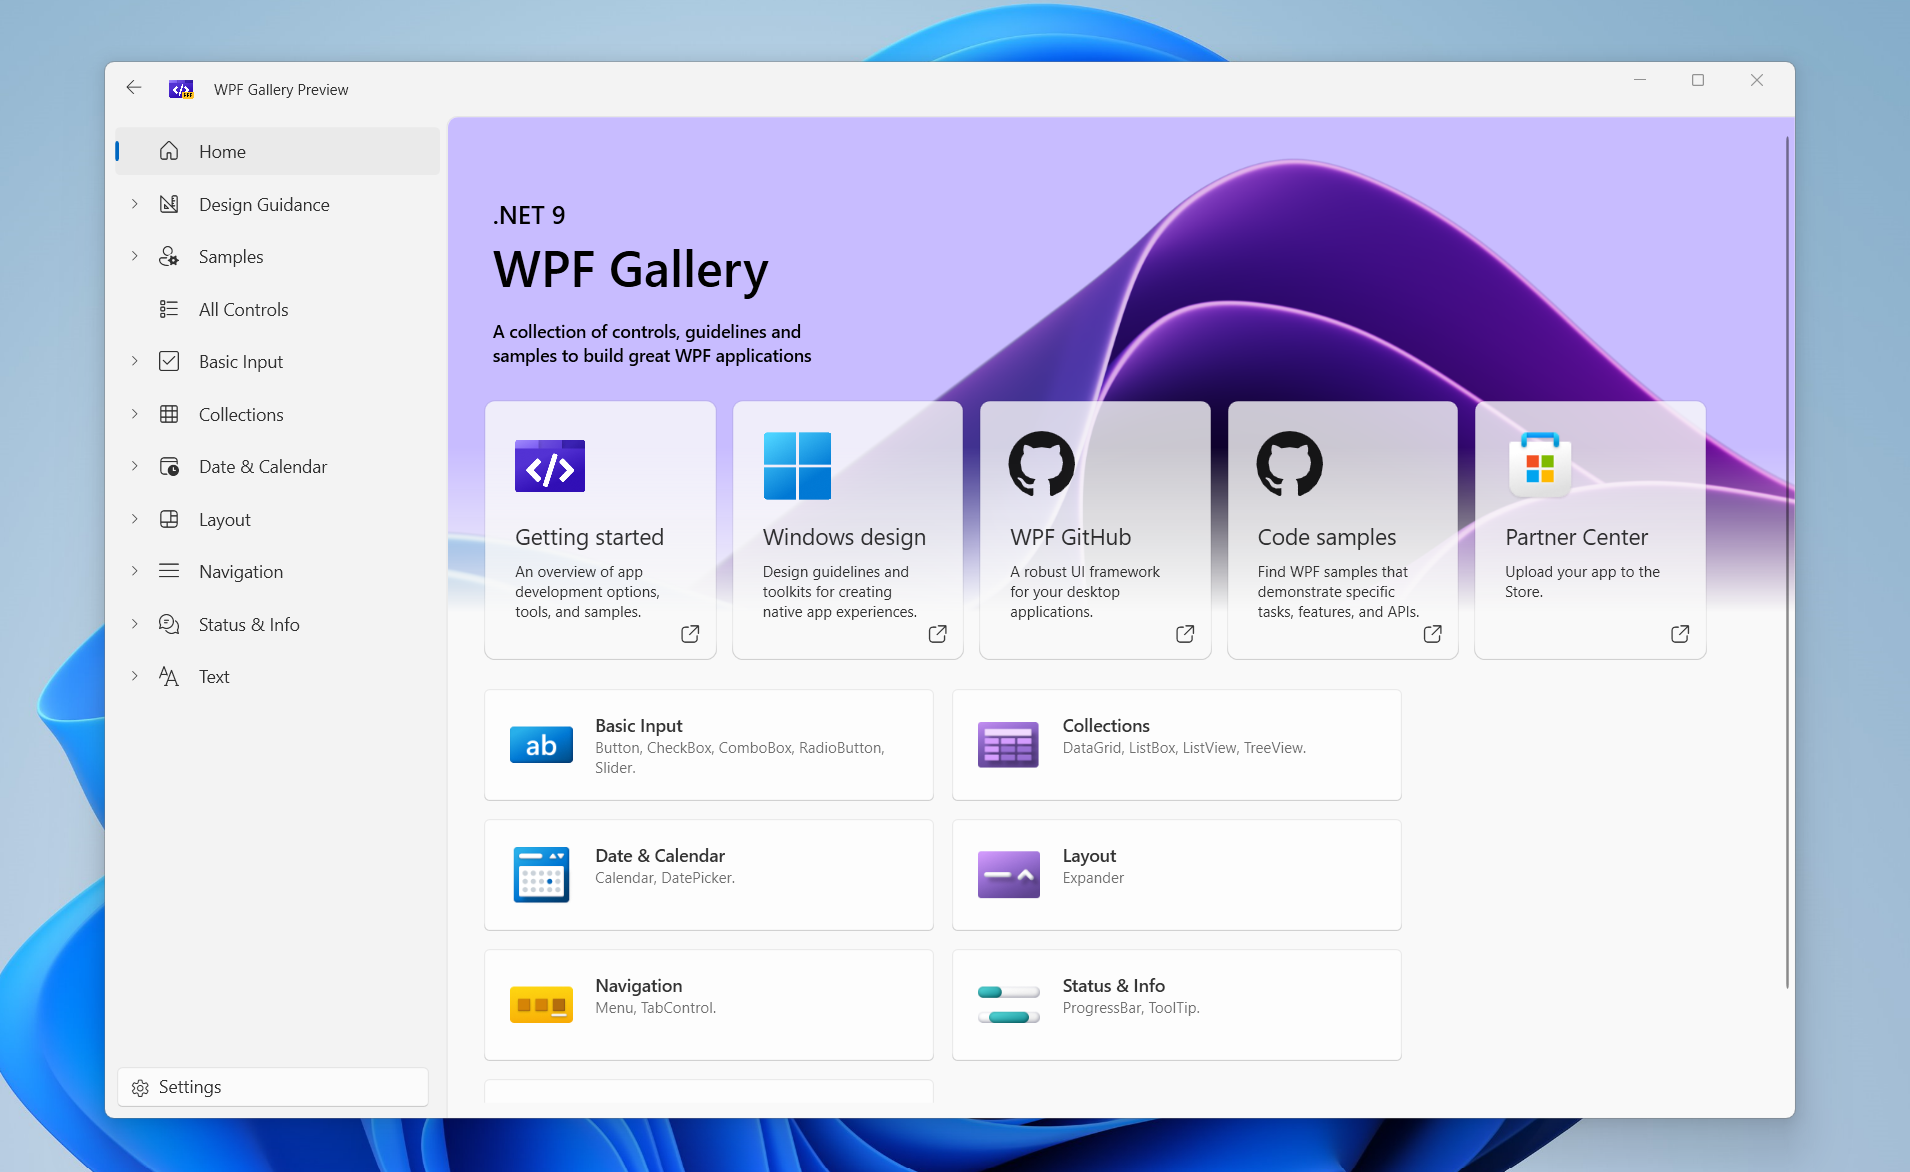 WPF Gallery Preview
Home
Design Guidance
Samples
All Controls
Basic Input
Collections
Date & Calendar
Layout
Navigation
Status & Info
Text
Settings
.NET 9
WPF Gallery
A collection of controls, guidelines and
samples to build great WPF applications
Getting started
An overview of app
development options,
tools, and samples.
Windows design
Design guidelines and
toolkits for creating
native app experiences.
WPF GitHub
A robust UI framework
for your desktop
applications.
Code samples
Find WPF samples that
demonstrate specific
tasks, features, and APIs.
Partner Center
Upload your app to the
Store.
ab
Basic Input
Button, CheckBox, ComboBox, RadioButton,
Slider.
Collections
DataGrid, ListBox, ListView, TreeView.
Date & Calendar
Calendar, DatePicker.
Layout
Expander
Navigation
Menu, TabControl.
Status & Info
ProgressBar, ToolTip.